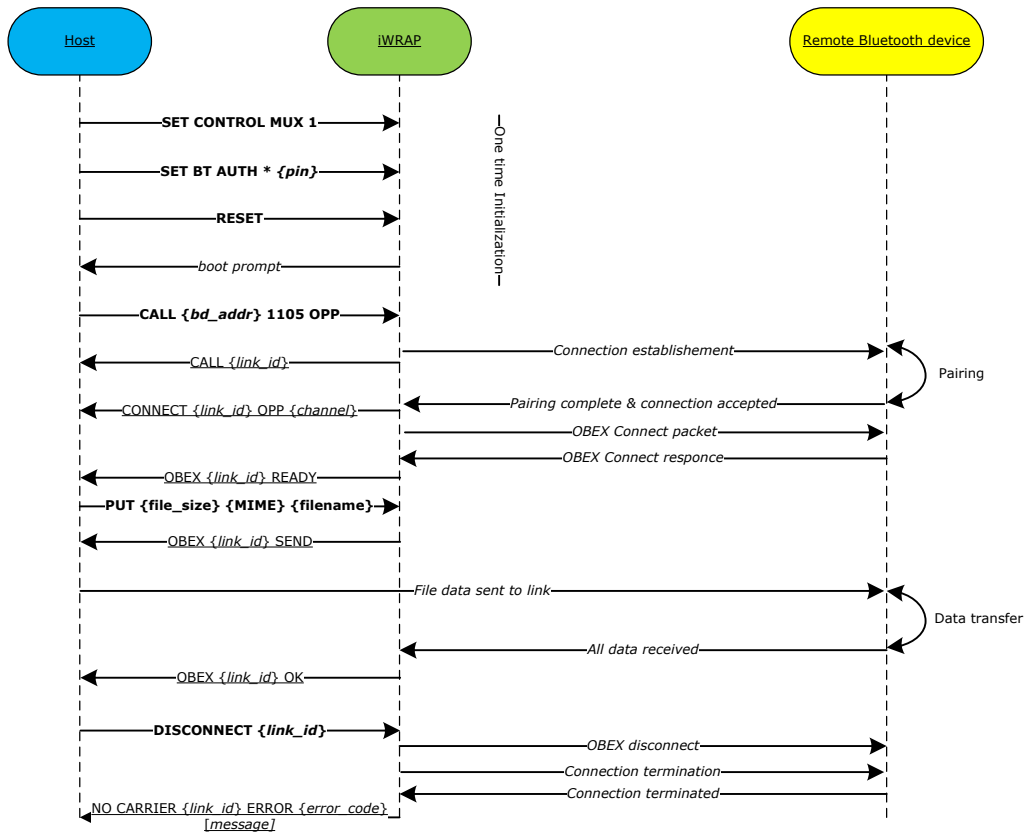 Host
iWRAP
Remote Bluetooth device
SET CONTROL MUX 1
One time Initialization
SET BT AUTH * {pin}
RESET
boot prompt
CALL {bd_addr} 1105 OPP
Connection establishement
CALL {link_id}
Pairing
Pairing complete & connection accepted
CONNECT {link_id} OPP {channel}
OBEX Connect packet
OBEX Connect responce
OBEX {link_id} READY
PUT {file_size} {MIME} {filename}
OBEX {link_id} SEND
File data sent to link
Data transfer
All data received
OBEX {link_id} OK
DISCONNECT {link_id}
OBEX disconnect
Connection termination
Connection terminated
NO CARRIER {link_id} ERROR {error_code}
[message]